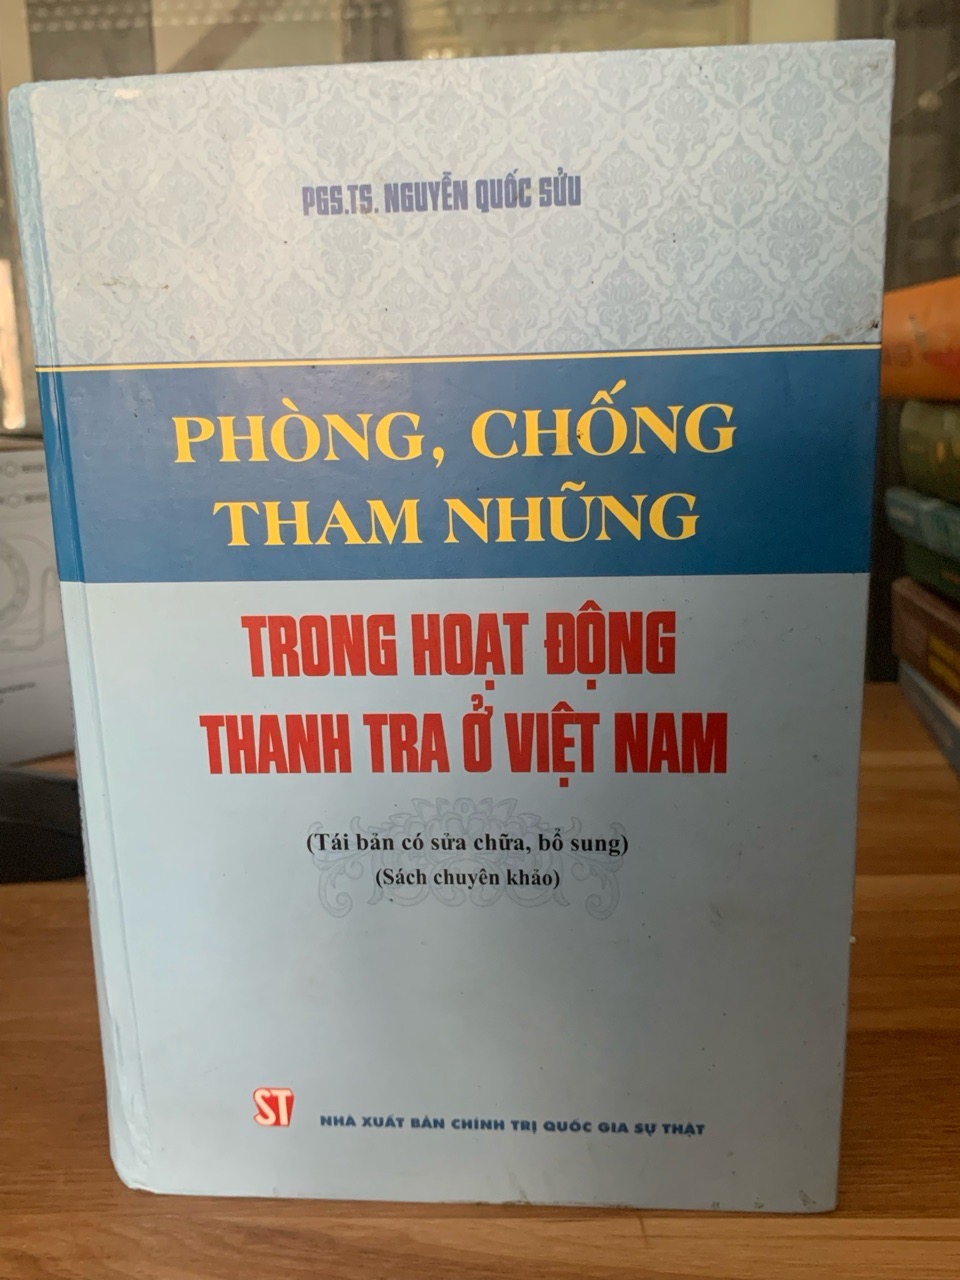 PGS.TS. NGUYỄN QUỐC SỬU
PHÒNG, CHỐNG
THAM NHŨNG
TRONG HOẠT ĐỘNG
THANH TRA Ở VIỆT NAM
(Tái bản có sửa chữa, bổ sung)
(Sách chuyên khảo)
ST
NHÀ XUẤT BẢN CHÍNH TRỊ QUỐC GIA SỰ THẬT